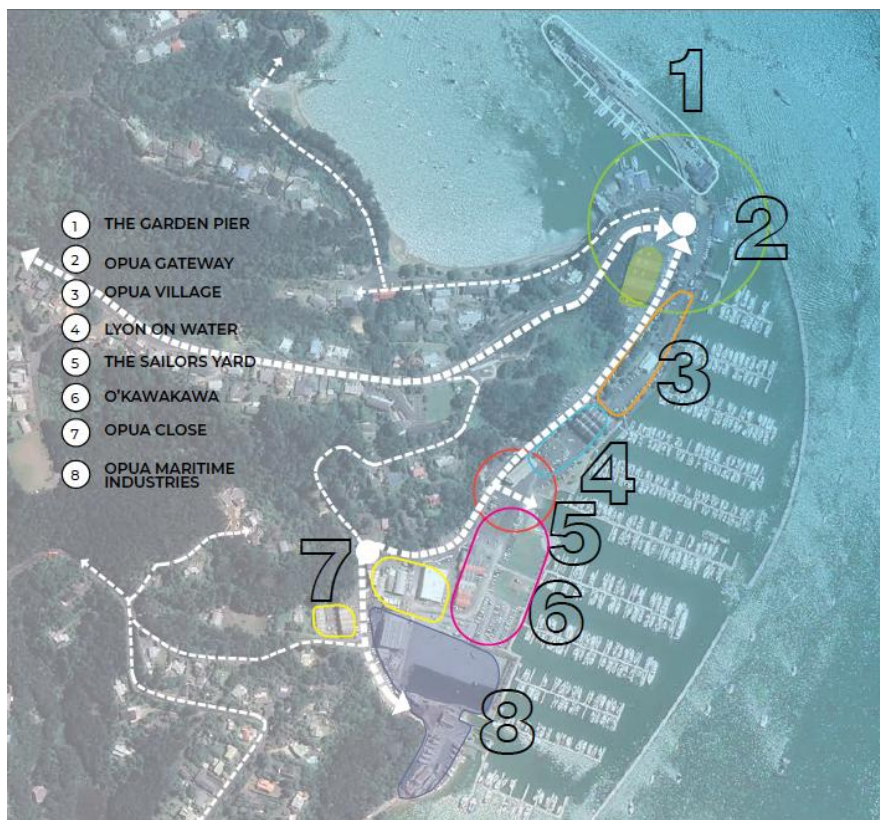 1
2
1 THE GARDEN PIER
2 OPUA GATEWAY
3 OPUA VILLAGE
4 LYON ON WATER
5 THE SAILORS YARD
6 O'KAWAKAWA
7 OPUA CLOSE
8 OPUA MARITIME
INDUSTRIES
3
4
5
7
6
8